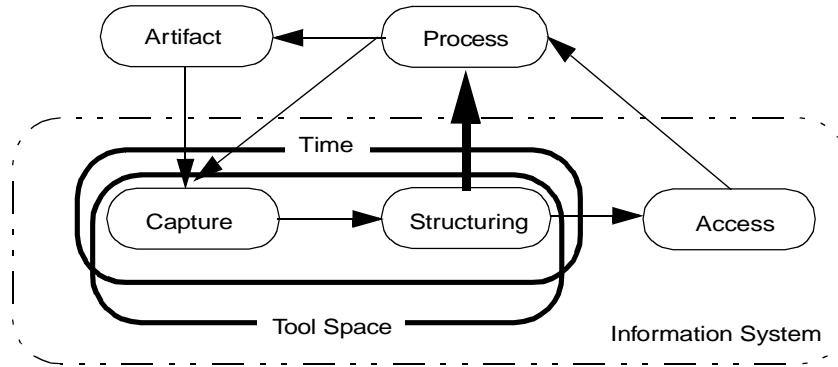 Artifact
Process
Time
Capture
Structuring
Access
Tool Space
Information System